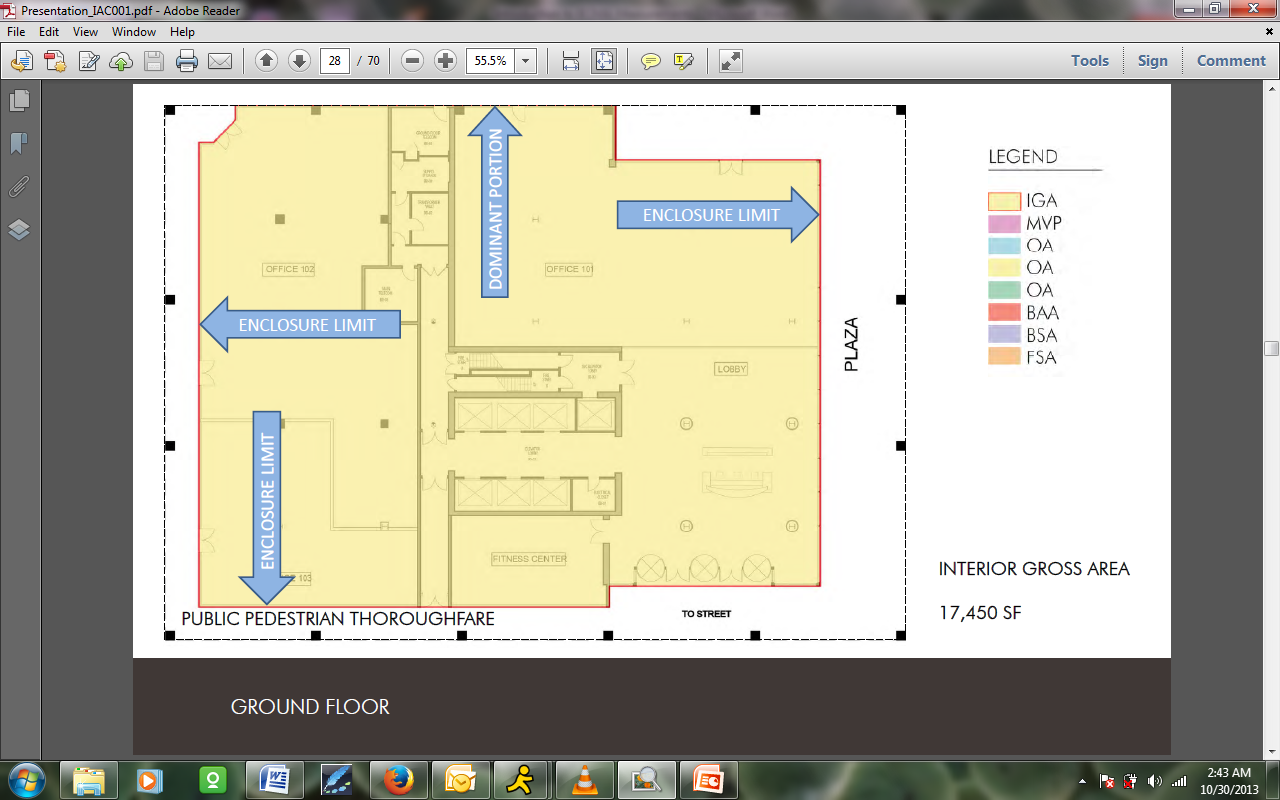 Presentation_IAC001.pdf - Adobe Reader
File Edit View Window Help
28 / 70
55.5%
Tools
Sign
Comment
DOMINANT PORTION
ENCLOSURE LIMIT
OFFICE 102
OFFICE 101
ENCLOSURE LIMIT
PLAZA
LOBBY
ENCLOSURE LIMIT
FITNESS CENTER
103
PUBLIC PEDESTRIAN THOROUGHFARE
TO STREET
LEGEND
IGA
MVP
OA
OA
OA
BAA
BSA
FSA
INTERIOR GROSS AREA
17,450 SF
GROUND FLOOR
2:43 AM
10/30/2013